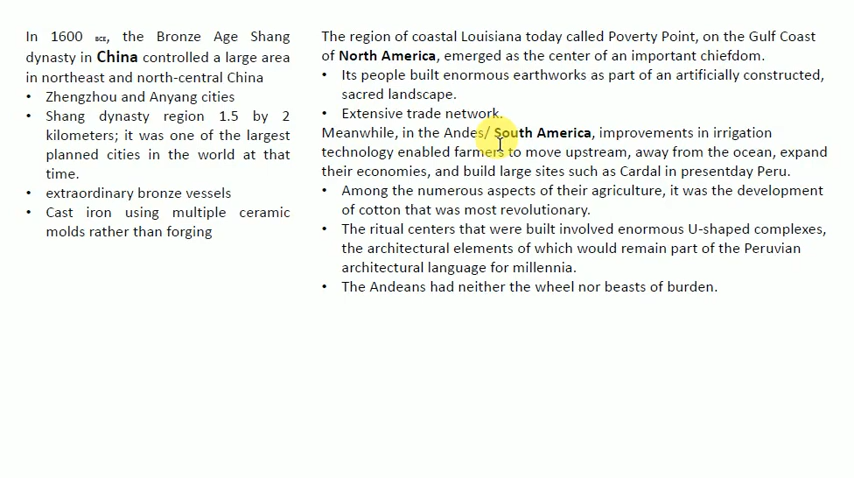 In 1600 BCE, the Bronze Age Shang
dynasty in China controlled a large area
in northeast and north-central China
• Zhengzhou and Anyang cities
• Shang dynasty region 1.5 by 2
kilometers; it was one of the largest
planned cities in the world at that
time.
• extraordinary bronze vessels
• Cast iron using multiple ceramic
molds rather than forging
The region of coastal Louisiana today called Poverty Point, on the Gulf Coast
of North America, emerged as the center of an important chiefdom.
• Its people built enormous earthworks as part of an artificially constructed,
sacred landscape.
• Extensive trade network.
Meanwhile, in the Andes/ South America, improvements in irrigation
technology enabled farmers to move upstream, away from the ocean, expand
their economies, and build large sites such as Cardal in presentday Peru.
• Among the numerous aspects of their agriculture, it was the development
of cotton that was most revolutionary.
• The ritual centers that were built involved enormous U-shaped complexes,
the architectural elements of which would remain part of the Peruvian
architectural language for millennia.
• The Andeans had neither the wheel nor beasts of burden.